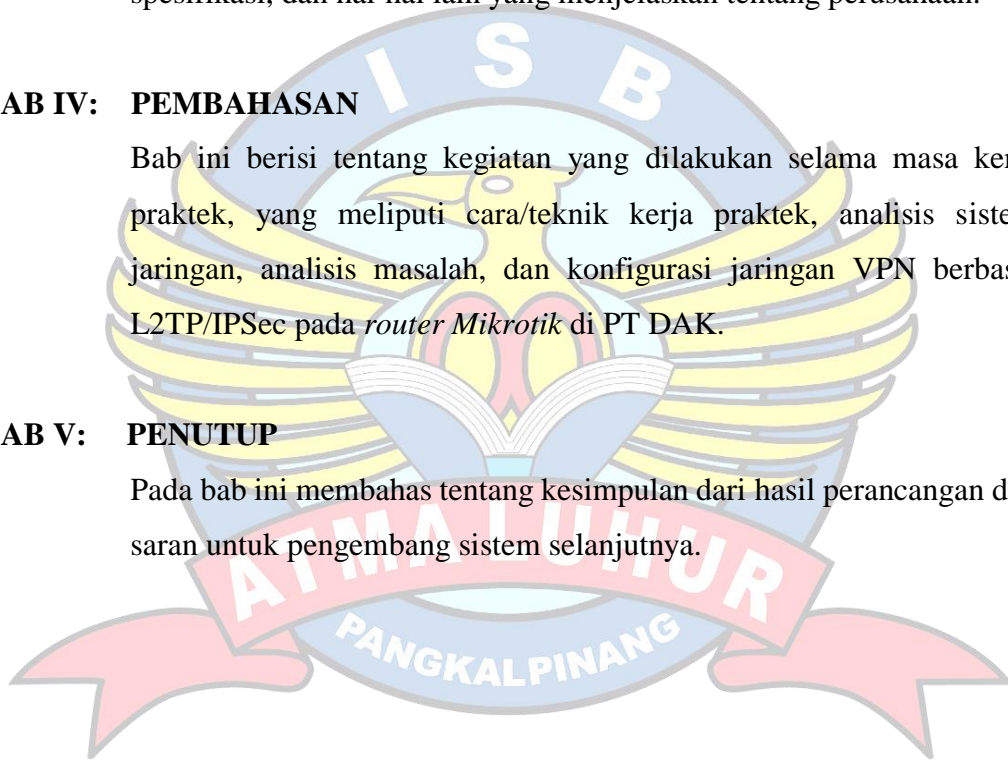 spesifikasi, dan hal-hal lain yang menjelaskan tentang perusahaan.
AB IV: PEMBAHASAN
Bab ini berisi tentang kegiatan yang dilakukan selama masa ker
praktek, yang meliputi cara/teknik kerja praktek, analisis siste
jaringan, analisis masalah, dan konfigurasi jaringan VPN berbas
L2TP/IPSec pada router Mikrotik di PT DAK.
AB V: PENUTUP
Pada bab ini membahas tentang kesimpulan dari hasil perancangan d
saran untuk pengembang sistem selanjutnya.
I S B
ATMA LUHUR
PANGKALPINANG